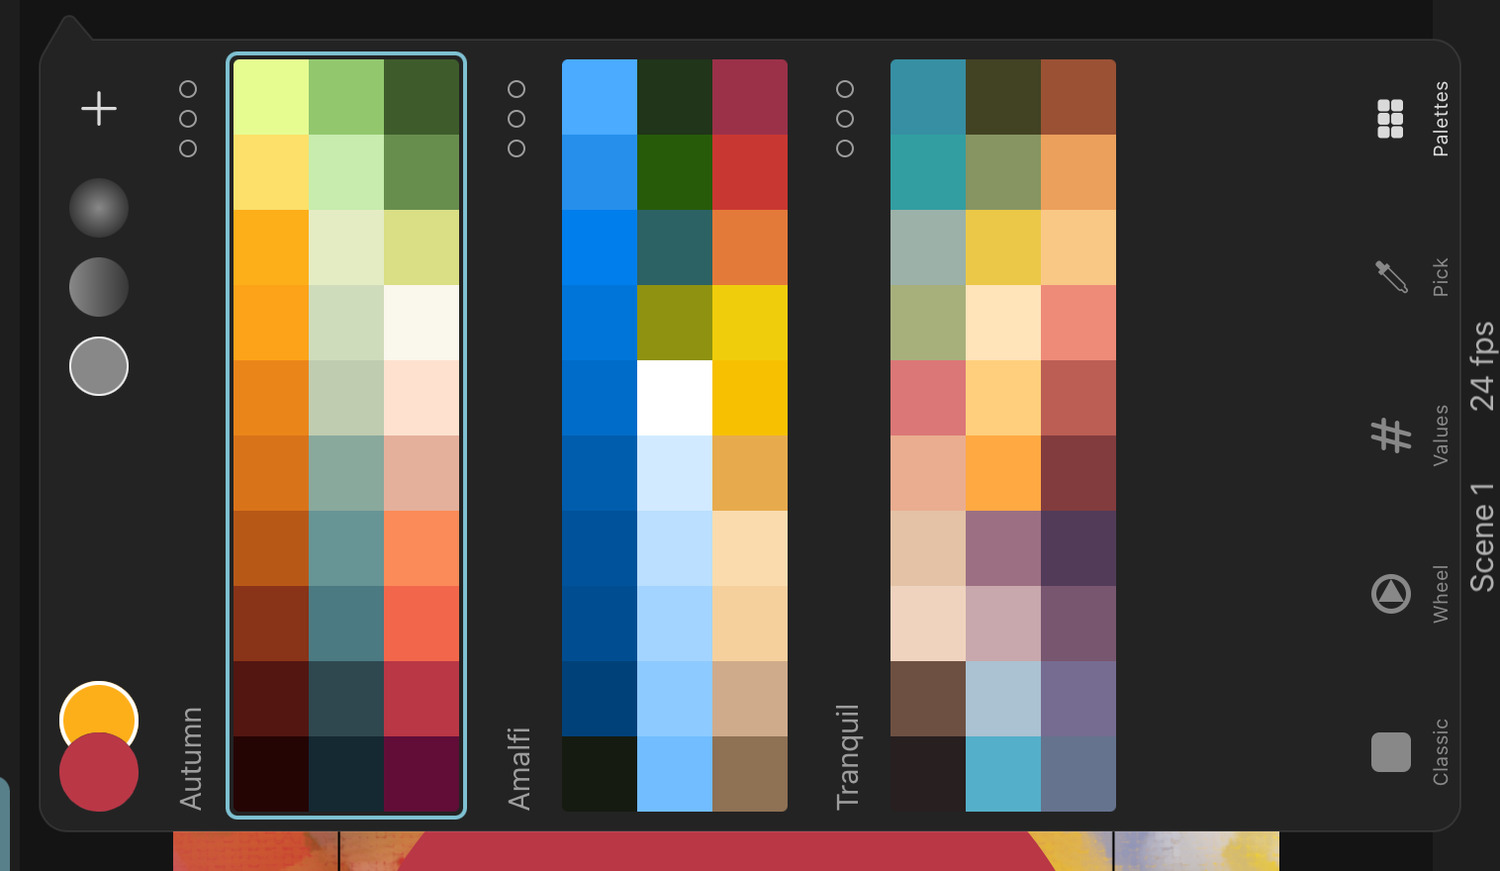 Autumn
Amalfi
Tranquil
Classic Wheel Values Pick Palettes
Scene 1 24 fps